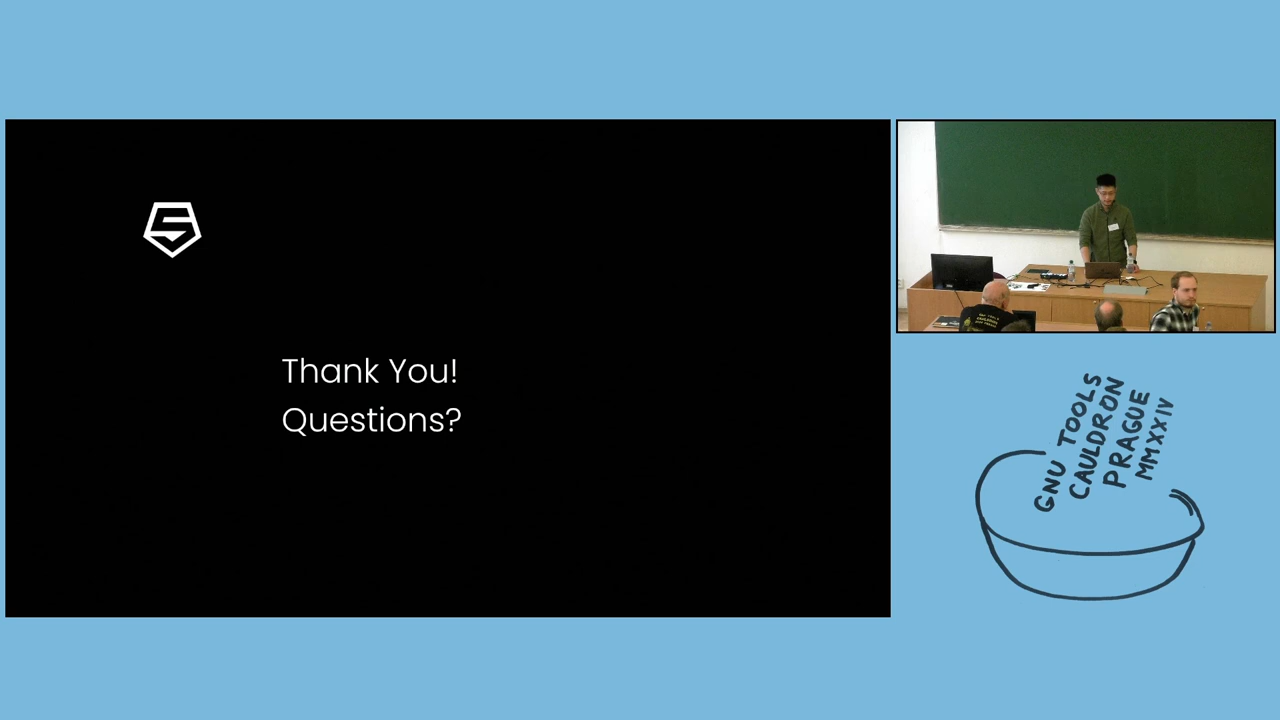 Thank You!
Questions?
GNU TOOLS
CAULDRON
PRAGUE
MMXXIV